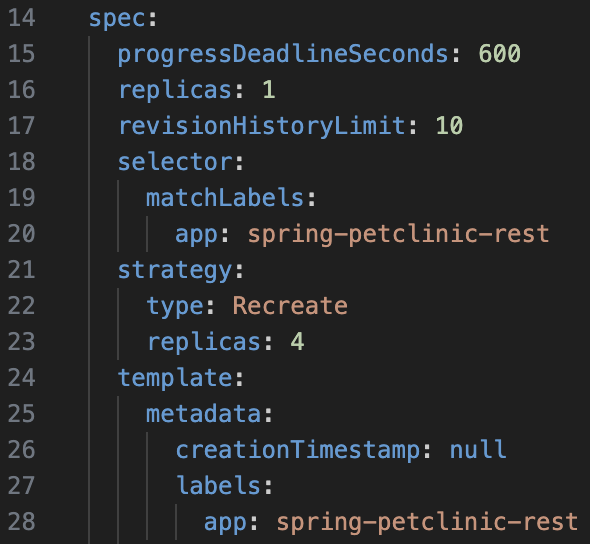 14 spec:
15 progressDeadlineSeconds: 600
16 replicas: 1
17 revisionHistoryLimit: 10
18 selector:
19 matchLabels:
20 app: spring-petclinic-rest
21 strategy:
22 type: Recreate
23 replicas: 4
24 template:
25 metadata:
26 creationTimestamp: null
27 labels:
28 app: spring-petclinic-rest